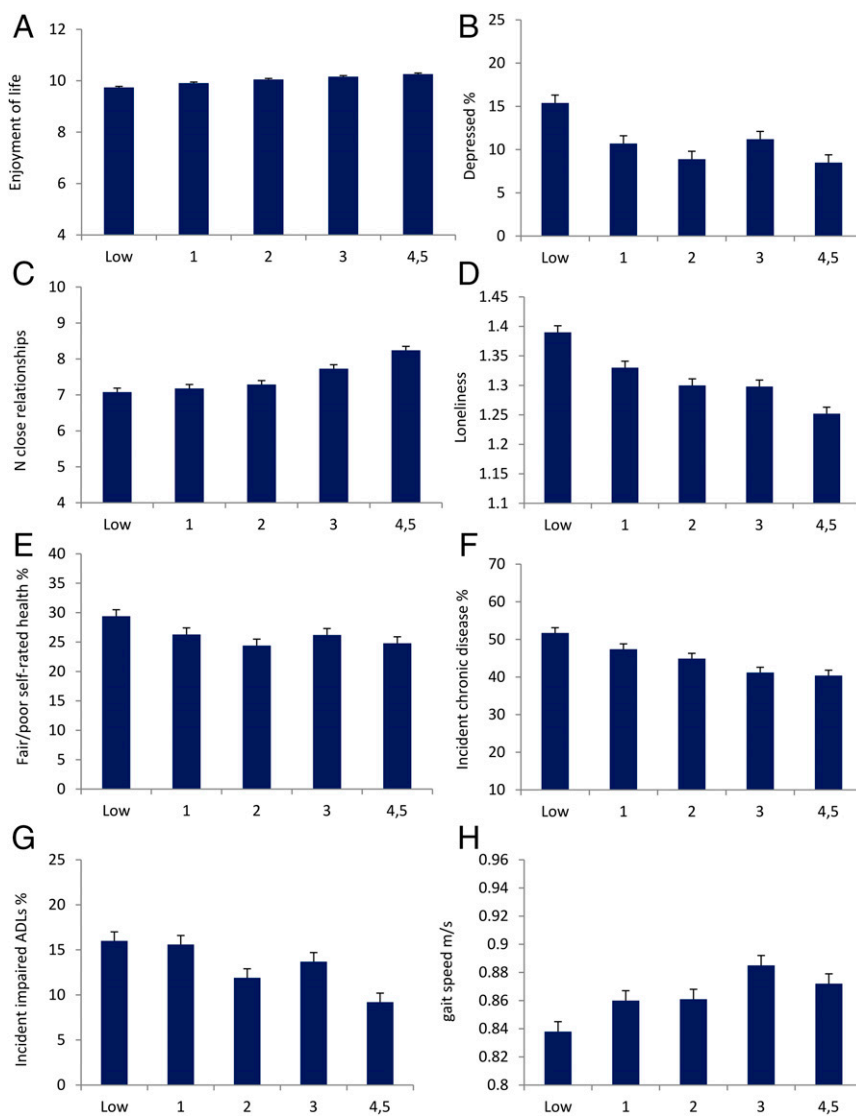 A
Enjoyment of life
12
10
8
6
4
Low 1 2 3 4,5
B
Depressed %
25
20
15
10
5
0
Low 1 2 3 4,5
C
N close relationships
10
9
8
7
6
5
4
Low 1 2 3 4,5
D
Loneliness
1.45
1.4
1.35
1.3
1.25
1.2
1.15
1.1
Low 1 2 3 4,5
E
Fair/poor self-rated health %
40
35
30
25
20
15
10
5
0
Low 1 2 3 4,5
F
Incident chronic disease %
70
60
50
40
30
20
10
Low 1 2 3 4,5
G
Incident impaired ADLs %
25
20
15
10
5
0
Low 1 2 3 4,5
H
gait speed m/s
0.96
0.94
0.92
0.9
0.88
0.86
0.84
0.82
0.8
Low 1 2 3 4,5